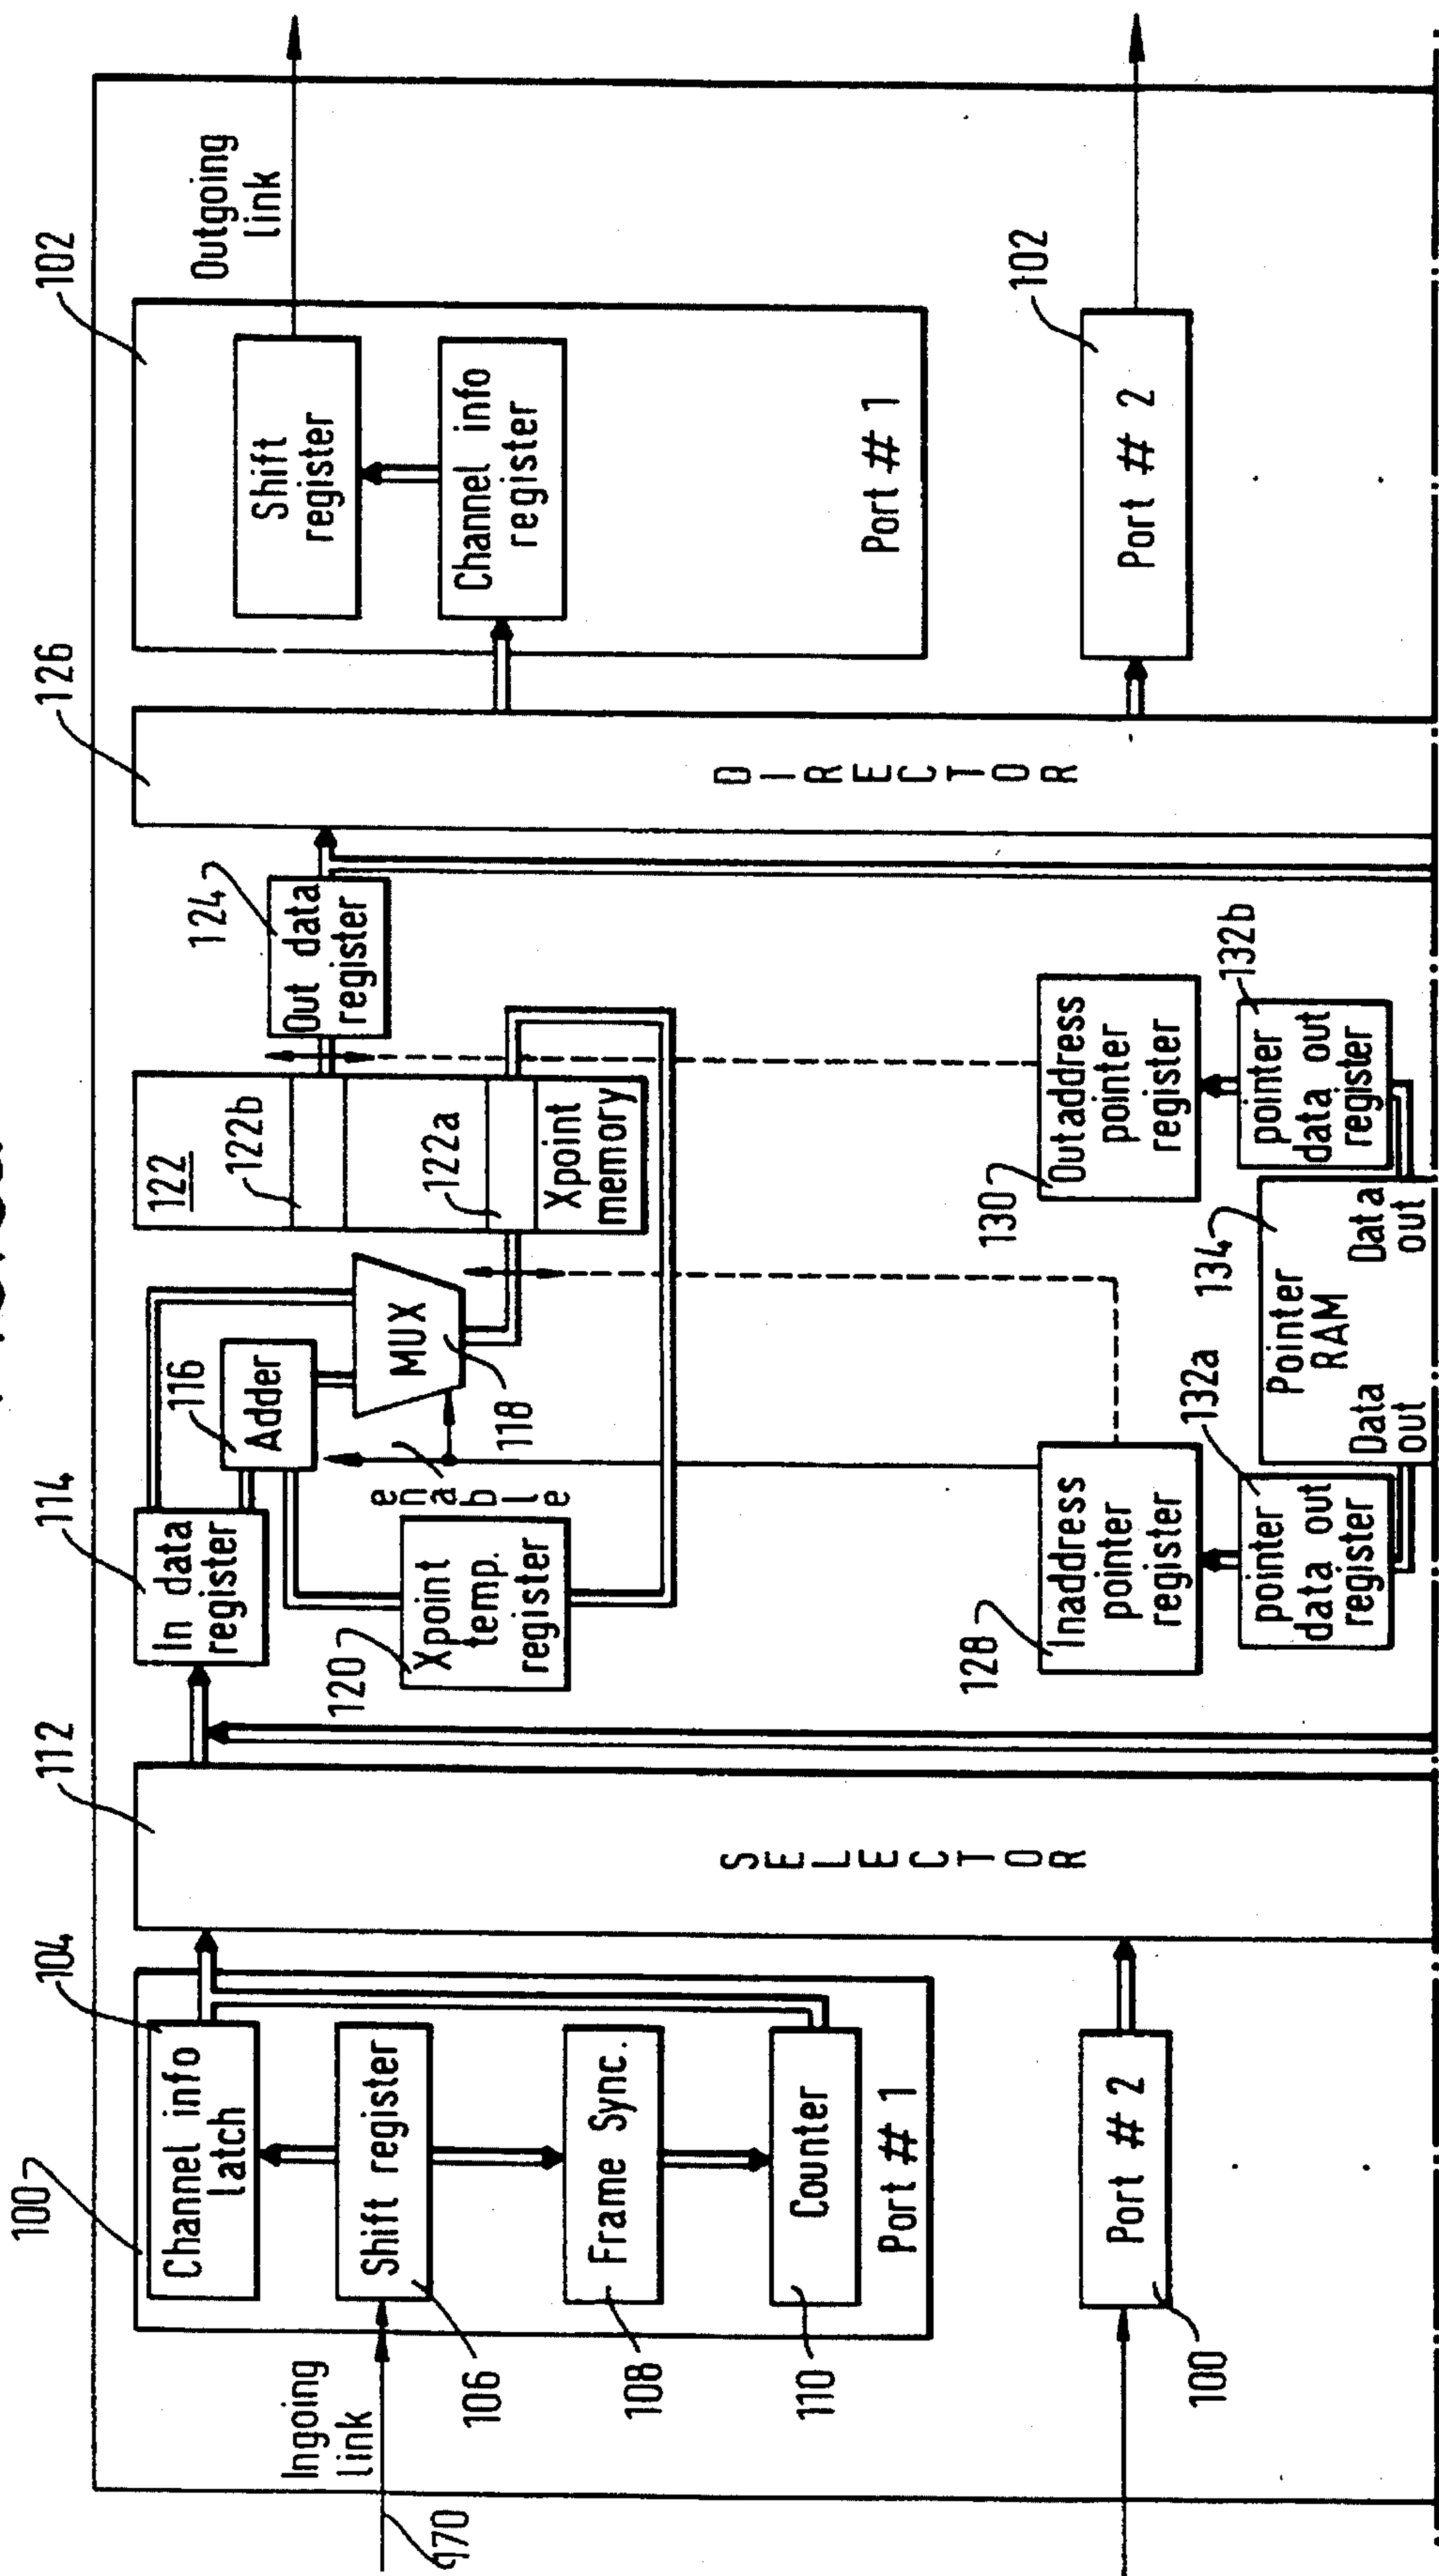 100
104
Channel info
latch
Shift register
Frame Sync.
Counter
Port # 1
Ingoing
link
970
106
108
110
Port # 2
100
112
SELECTOR
114
In data
register
116
Adder
MUX
118
enable
120
Xpoint
temp.
register
122
122b
122a
Xpoint
memory
124
Out data
register
126
DIRECTOR
102
Shift
register
Channel info
register
Port # 1
Outgoing
link
102
Port # 2
128
Inaddress
pointer
register
130
Outaddress
pointer
register
132a
pointer
data out
register
134
Pointer
RAM
Data
out
Data
out
132b
pointer
data out
register